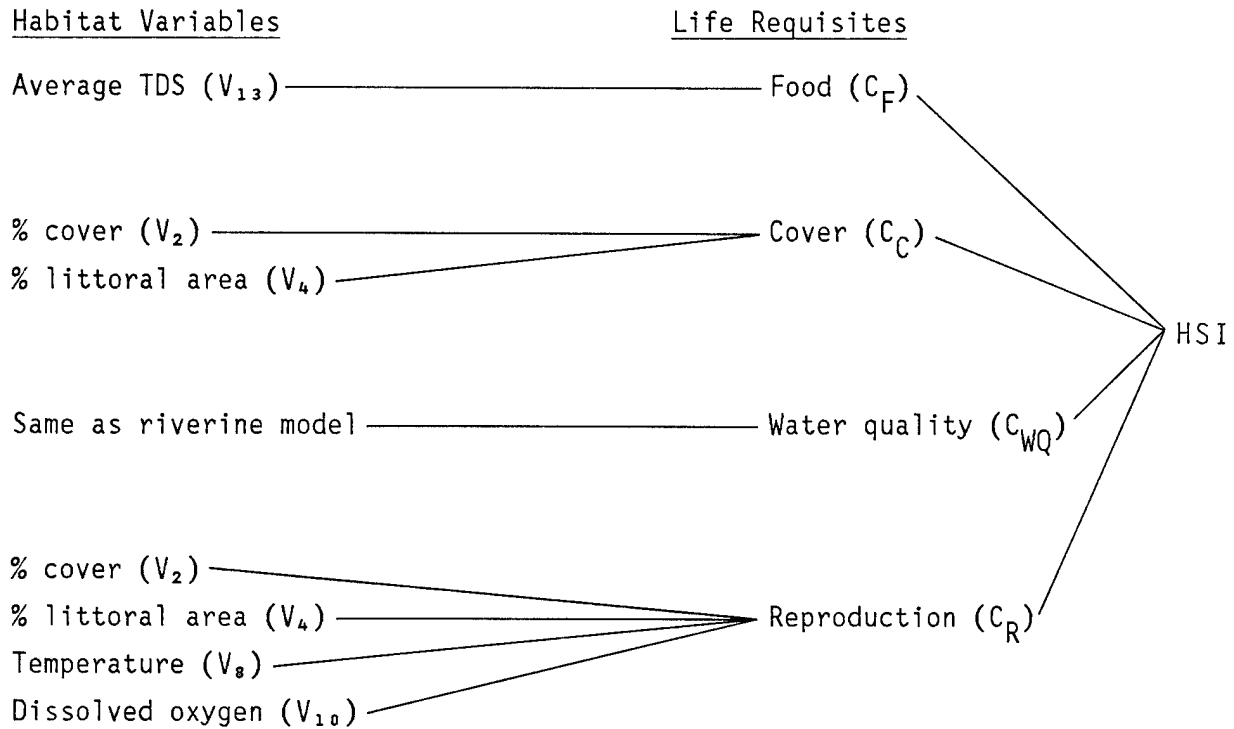 Habitat Variables Life Requisites
Average TDS (V₁₃) Food (C_F)
% cover (V₂) Cover (C_C)
% littoral area (V₄)
HSI
Same as riverine model Water quality (C_WQ)
% cover (V₂)
% littoral area (V₄) Reproduction (C_R)
Temperature (V₈)
Dissolved oxygen (V₁₀)